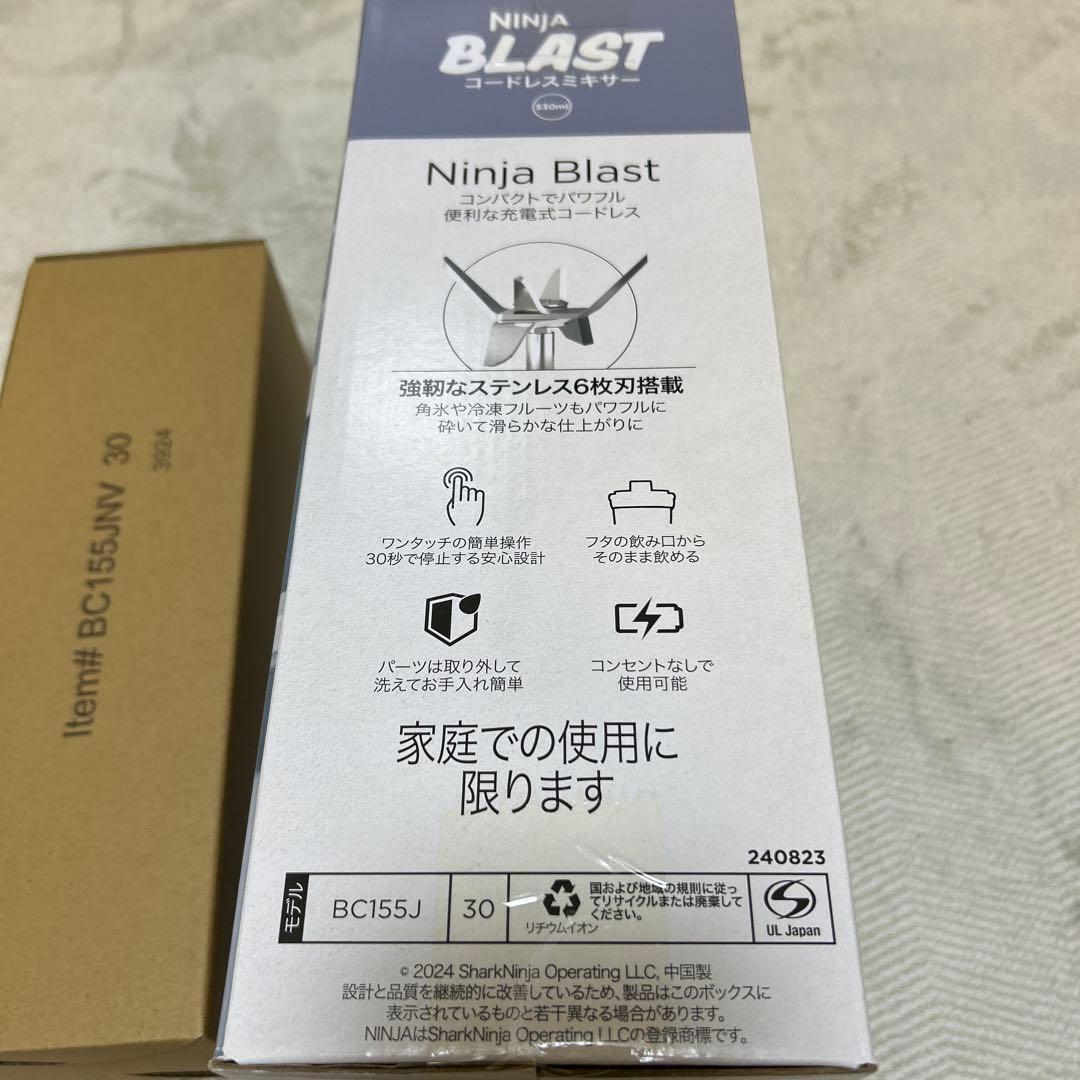 NINJA
BLAST
コードレスミキサー
530ml
Ninja Blast
コンパクトでパワフル
便利な充電式コードレス
強靭なステンレス6枚刃搭載
角氷や冷凍フルーツもパワフルに
砕いて滑らかな仕上がりに
ワンタッチの簡単操作
30秒で停止する安心設計
フタの飲み口から
そのまま飲める
パーツは取り外して
洗えてお手入れ簡単
コンセントなしで
使用可能
家庭での使用に
限ります
240823
モデル
BC155J
30
リチウムイオン
国および地域の規則に従っ
てリサイクルまたは廃棄して
ください。
UL Japan
© 2024 SharkNinja Operating LLC, 中国製
設計と品質を継続的に改善しているため、製品はこのボックスに
表示されているものと若干異なる場合があります。
NINJAはSharkNinja Operating LLCの登録商標です。
Item# BC155JNV 30
3924